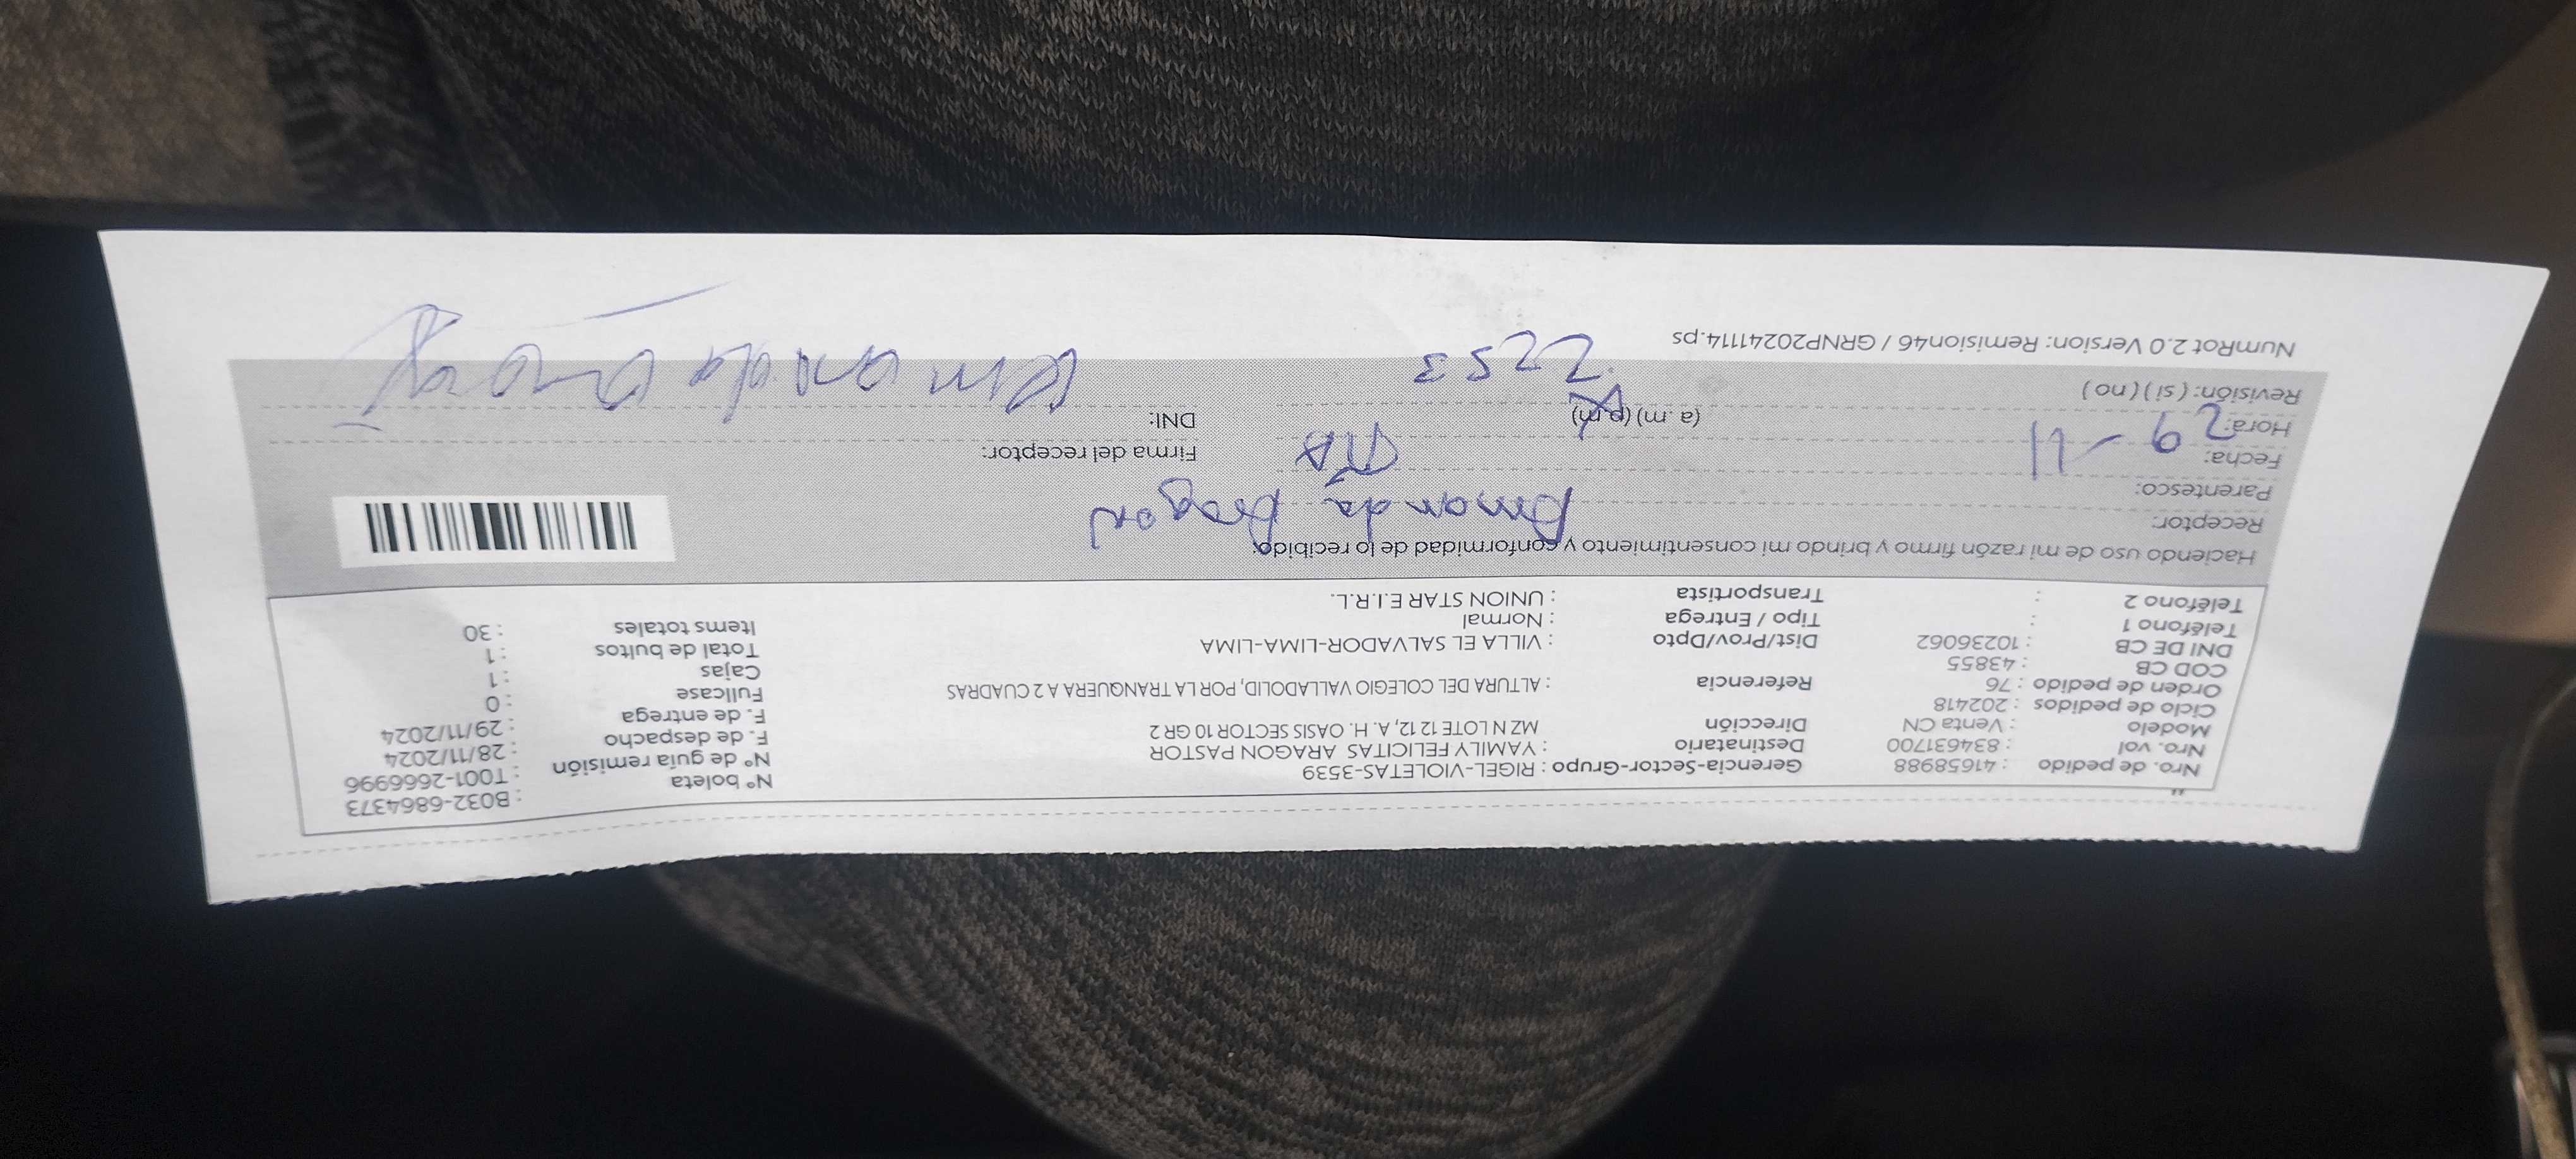 Nro. de pedido : 41658988 Gerencia-Sector-Grupo : RIGEL-VIOLETAS-3539 N° boleta : B032-6864373
Nro. vol : 834631700 Destinatario : YAMILY FELICITAS ARAGON PASTOR N° de guía remisión : T001-2666996
Modelo : Venta CN Dirección MZ N LOTE 12 12, A. H. OASIS SECTOR 10 GR 2 F. de despacho : 28/11/2024
Ciclo de pedidos : 202418 F. de entrega : 29/11/2024
Orden de pedido : 76 Referencia : ALTURA DEL COLEGIO VALLADOLID, POR LA TRANQUERA A 2 CUADRAS Fullcase : 0
COD CB : 43855 Cajas : 1
DNI DE CB : 10236062 Dist/Prov/Dpto : VILLA EL SALVADOR-LIMA-LIMA Total de bultos : 1
Teléfono 1 : Tipo / Entrega : Normal Items totales : 30
Teléfono 2 : Transportista : UNION STAR E.I.R.L.
Haciendo uso de mi razón firmo y brindo mi consentimiento y conformidad de lo recibido:
Receptor: Amanda Aragon
Parentesco: TIA
Fecha: 29-11 Firma del receptor:
Hora: (a. m) (p.m) DNI:
Revisión: ( si ) ( no ) 2253 Amanda
NumRot 2.0 Version: Remision46 / GRNP20241114.ps